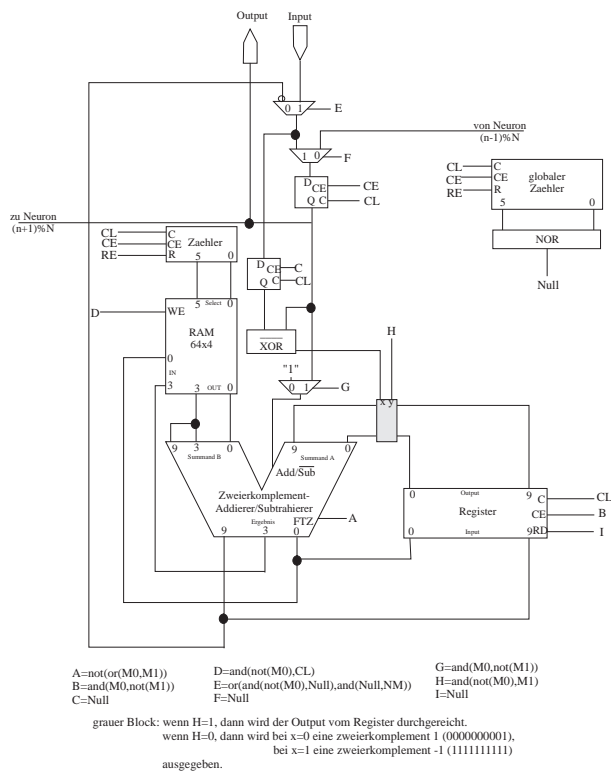 Output
Input
0 1
E
von Neuron
(n-1)%N
1 0
F
D
CE
Q C
CE
CL
CL
CE
RE
C
CE
R
globaler
Zaehler
5 0
NOR
Null
zu Neuron
(n+1)%N
CL
CE
RE
C
CE
R
Zaehler
5 0
D
CE
Q C
C
CL
D
WE
5 Select 0
RAM
64x4
0
IN
3
3 OUT 0
XOR
H
"1"
0 1
G
x y
9 3 0
Summand B
9 0
Summand A
Add/Sub
Zweierkomplement-
Addierer/Subtrahierer
Ergebnis
FTZ
9 3 0
A
0 Output 9
C
CE
RD
Register
0 Input 9
CL
B
I
A=not(or(M0,M1))
B=and(M0,not(M1))
C=Null
D=and(not(M0),CL)
E=or(and(not(M0),Null),and(Null,NM))
F=Null
G=and(M0,not(M1))
H=and(not(M0),M1)
I=Null
grauer Block: wenn H=1, dann wird der Output vom Register durchgereicht.
wenn H=0, dann wird bei x=0 eine zweierkomplement 1 (0000000001),
bei x=1 eine zweierkomplement -1 (1111111111)
ausgegeben.